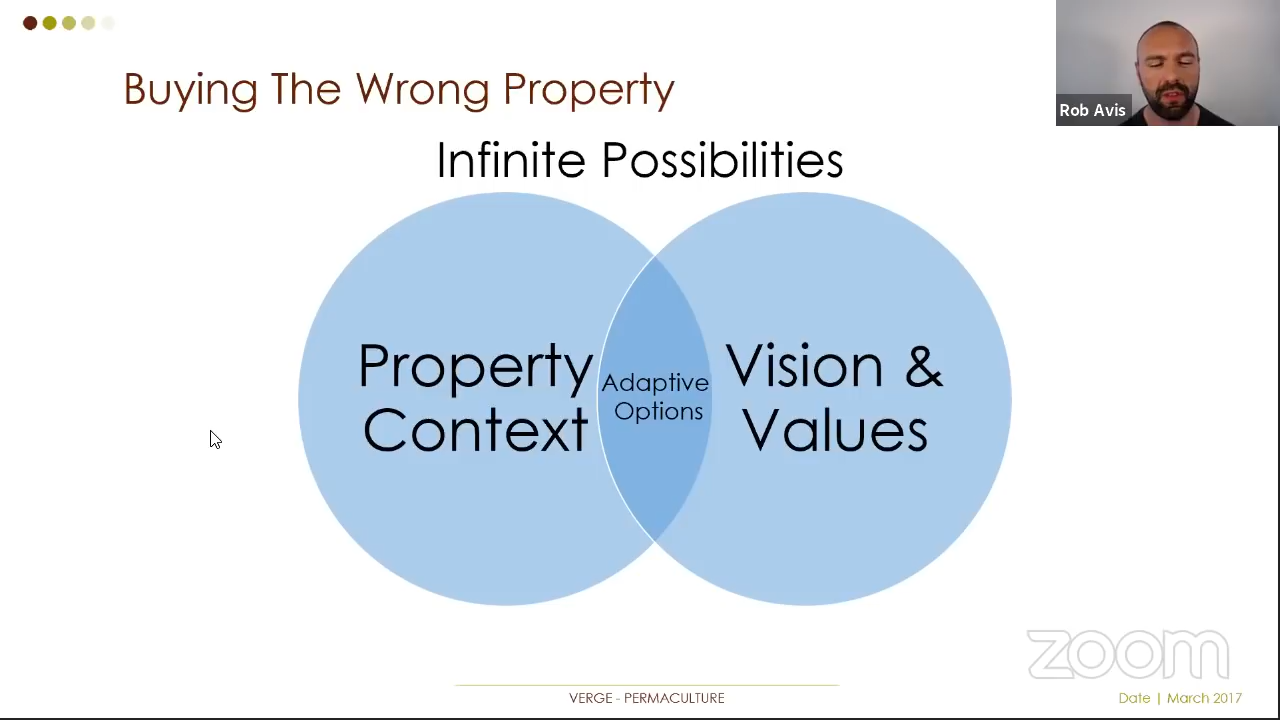 Buying The Wrong Property
Rob Avis
Infinite Possibilities
Property
Context
Adaptive
Options
Vision &
Values
zoom
VERGE - PERMACULTURE
Date | March 2017